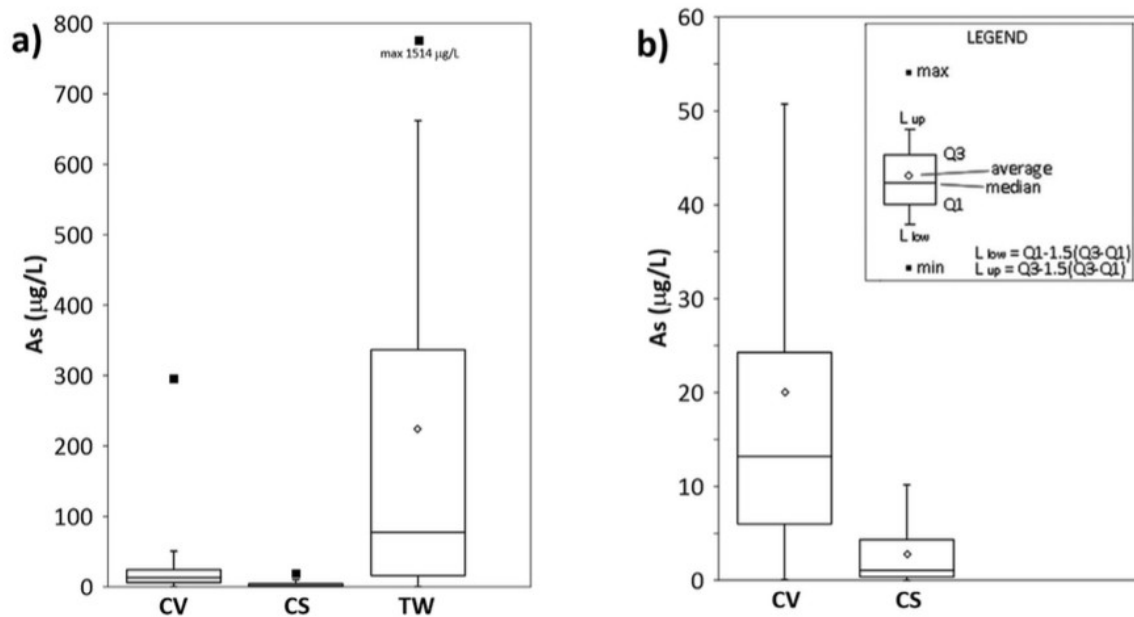 a)
800
700
600
500
400
300
200
100
0
As (µg/L)
max 1514 µg/L
CV CS TW
b)
60
50
40
30
20
10
0
As (µg/L)
CV CS
LEGEND
max
L up
Q3
average
median
Q1
L low
min
L low = Q1-1.5(Q3-Q1)
L up = Q3-1.5(Q3-Q1)